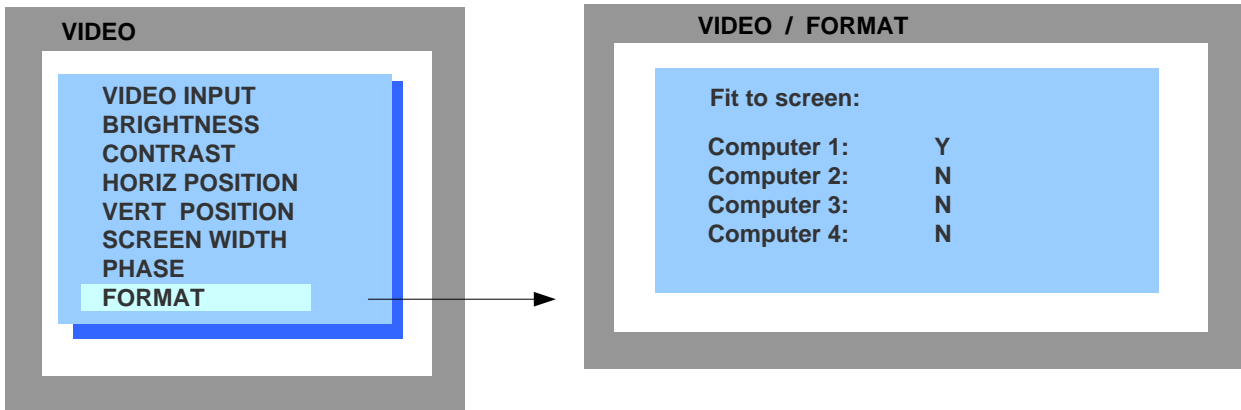 VIDEO
VIDEO INPUT
BRIGHTNESS
CONTRAST
HORIZ POSITION
VERT POSITION
SCREEN WIDTH
PHASE
FORMAT
VIDEO / FORMAT
Fit to screen:
Computer 1: Y
Computer 2: N
Computer 3: N
Computer 4: N